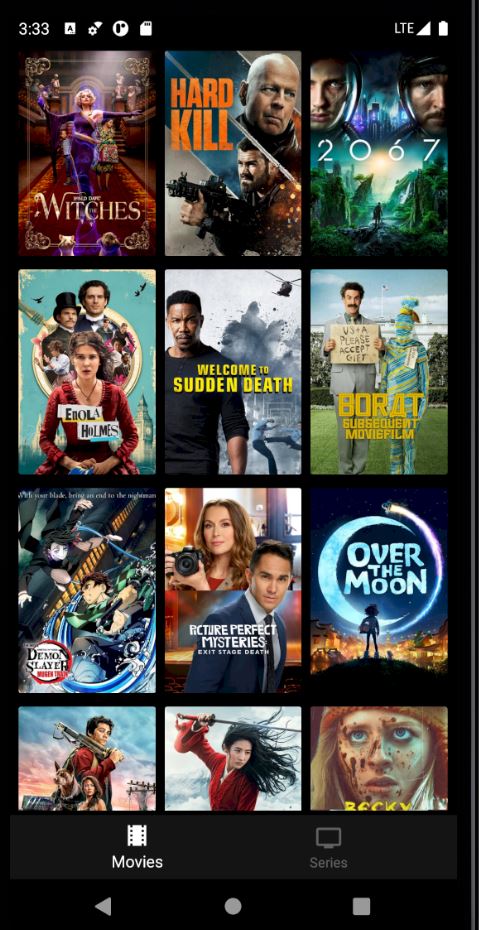 3:33
LTE
ROALD DAHL'S
THE WITCHES
HARD
KILL
2067
ENOLA
HOLMES
WELCOME TO
SUDDEN DEATH
US+A
PLEASE
ACCEPT
GIFT
BORAT
SUBSEQUENT
MOVIEFILM
With your blade, bring an end to the nightmare
DEMON
SLAYER
MUGEN TRAIN
PICTURE PERFECT
MYSTERIES
EXIT STAGE DEATH
OVER
THE
MOON
BECKY
Movies
Series